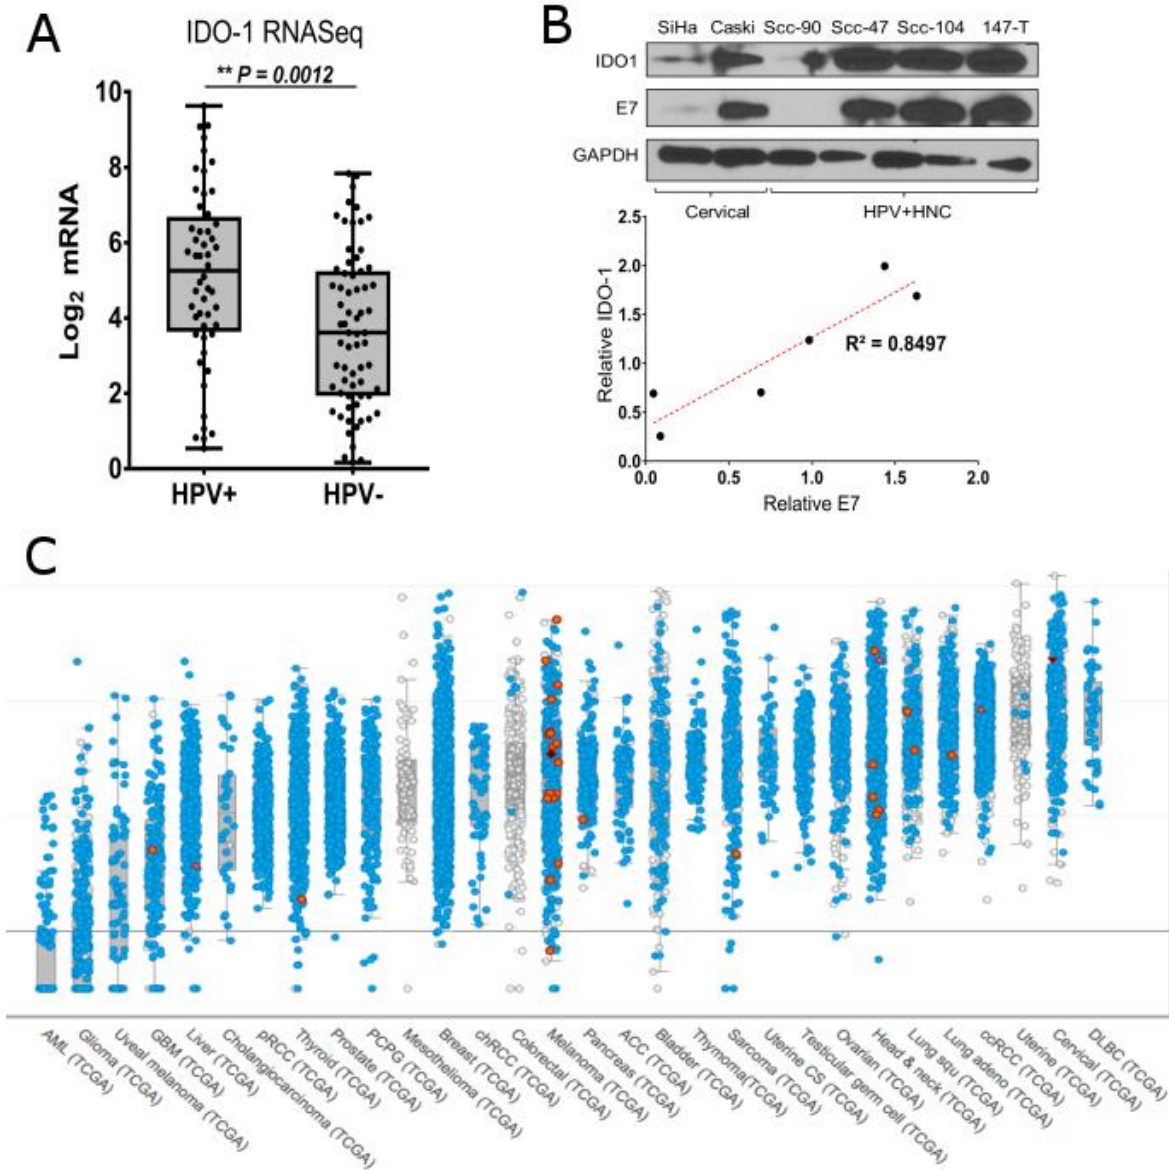 A
IDO-1 RNASeq
** P = 0.0012
Log2 mRNA
10
8
6
4
2
0
HPV+
HPV-
B
SiHa Caski Scc-90 Scc-47 Scc-104 147-T
IDO1
E7
GAPDH
Cervical
HPV+HNC
2.5
2.0
1.5
1.0
0.5
0.0
Relative IDO-1
R² = 0.8497
0.0 0.5 1.0 1.5 2.0
Relative E7
C
AML (TCGA)
Glioma (TCGA)
Uveal melanoma (TCGA)
GBM (TCGA)
Liver (TCGA)
Cholangiocarcinoma (TCGA)
pRCC (TCGA)
Thyroid (TCGA)
Prostate (TCGA)
PCPG (TCGA)
Mesothelioma (TCGA)
Breast (TCGA)
chRCC (TCGA)
Colorectal (TCGA)
Melanoma (TCGA)
Pancreas (TCGA)
ACC (TCGA)
Bladder (TCGA)
Thymoma(TCGA)
Sarcoma (TCGA)
Uterine CS (TCGA)
Testicular germ cell (TCGA)
Ovarian (TCGA)
Head & neck (TCGA)
Lung squ (TCGA)
Lung adeno (TCGA)
ccRCC (TCGA)
Uterine (TCGA)
Cervical (TCGA)
DLBC (TCGA)